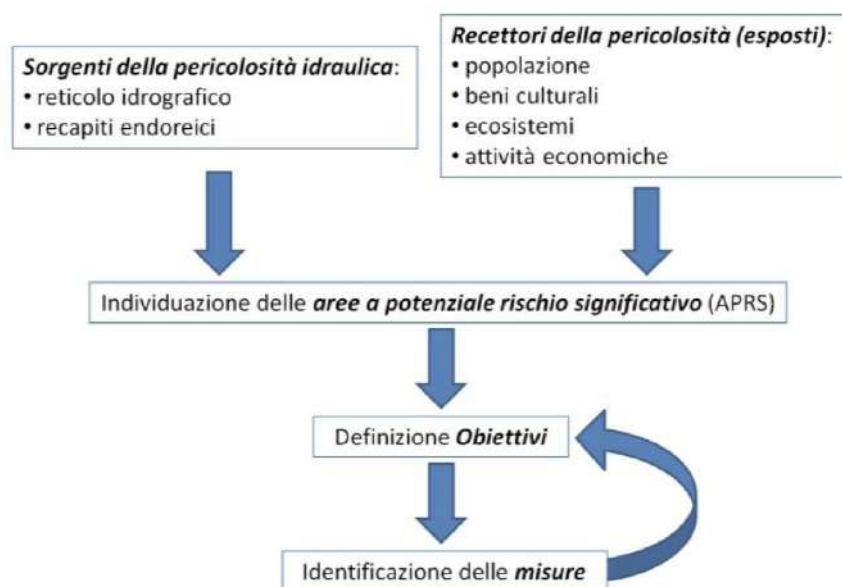 Sorgenti della pericolosità idraulica:
• reticolo idrografico
• recapiti endoreici
Recettori della pericolosità (esposti):
• popolazione
• beni culturali
• ecosistemi
• attività economiche
Individuazione delle aree a potenziale rischio significativo (APRS)
Definizione Obiettivi
Identificazione delle misure